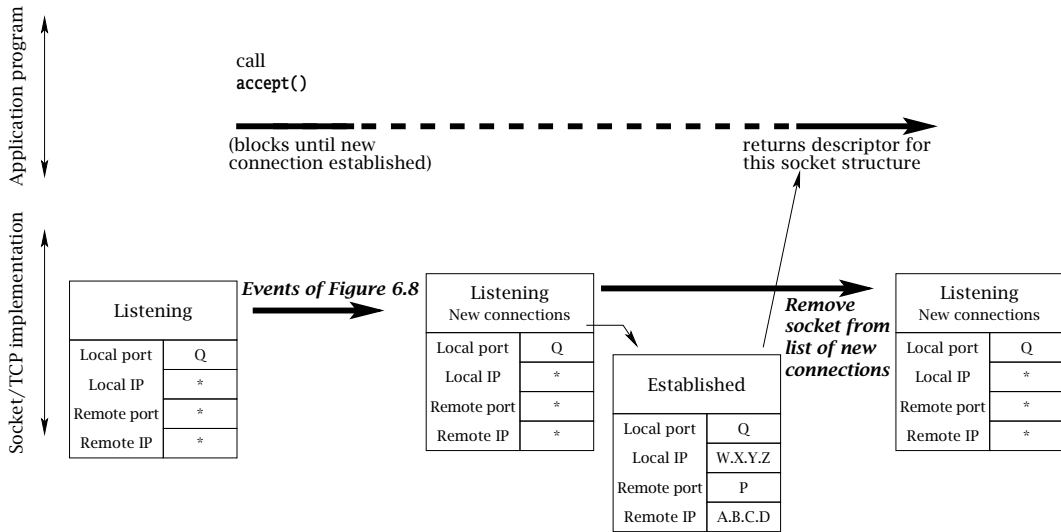 Application program
call
accept()
(blocks until new
connection established)
returns descriptor for
this socket structure
Socket/TCP implementation
Listening
Local port Q
Local IP *
Remote port *
Remote IP *
Events of Figure 6.8
Listening
New connections
Local port Q
Local IP *
Remote port *
Remote IP *
Established
Local port Q
Local IP W.X.Y.Z
Remote port P
Remote IP A.B.C.D
Remove
socket from
list of new
connections
Listening
New connections
Local port Q
Local IP *
Remote port *
Remote IP *